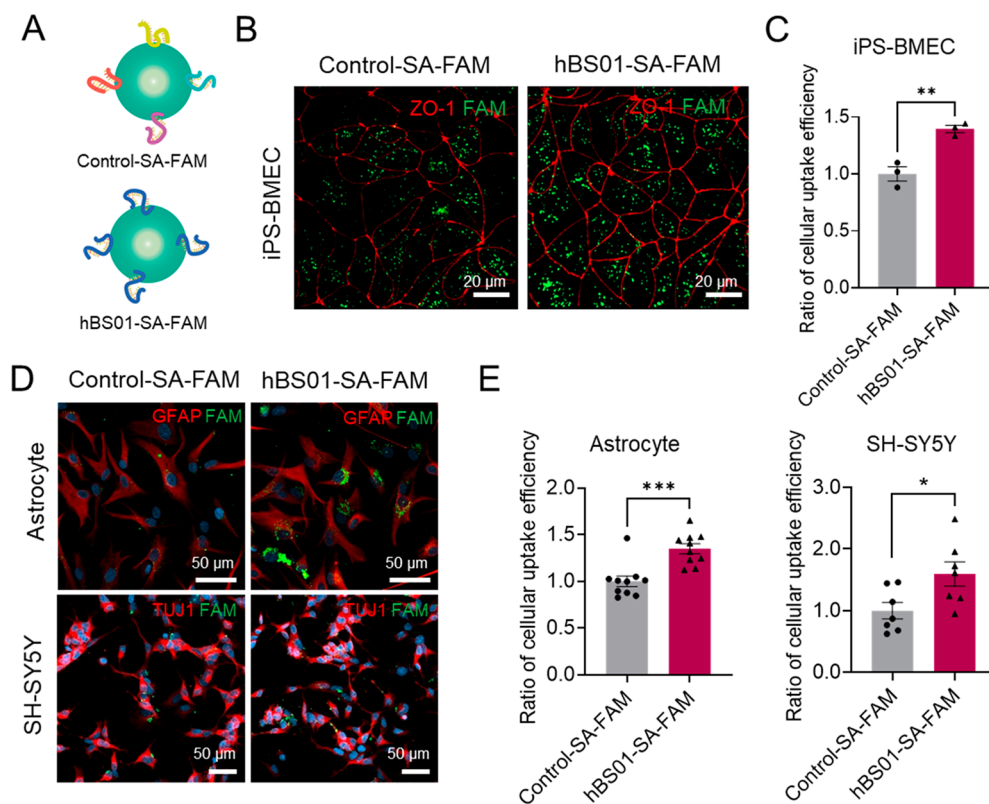 A
Control-SA-FAM
hBS01-SA-FAM
B
Control-SA-FAM hBS01-SA-FAM
iPS-BMEC
ZO-1 FAM
20 µm
ZO-1 FAM
20 µm
C
iPS-BMEC
**
Ratio of cellular uptake efficiency
1.5
1.0
0.5
0.0
Control-SA-FAM
hBS01-SA-FAM
D
Control-SA-FAM hBS01-SA-FAM
Astrocyte
GFAP FAM
50 µm
GFAP FAM
50 µm
SH-SY5Y
TUJ1 FAM
50 µm
TUJ1 FAM
50 µm
E
Astrocyte
***
Ratio of cellular uptake efficiency
2.0
1.5
1.0
0.5
0.0
Control-SA-FAM
hBS01-SA-FAM
SH-SY5Y
*
Ratio of cellular uptake efficiency
3.0
2.0
1.0
0.0
Control-SA-FAM
hBS01-SA-FAM